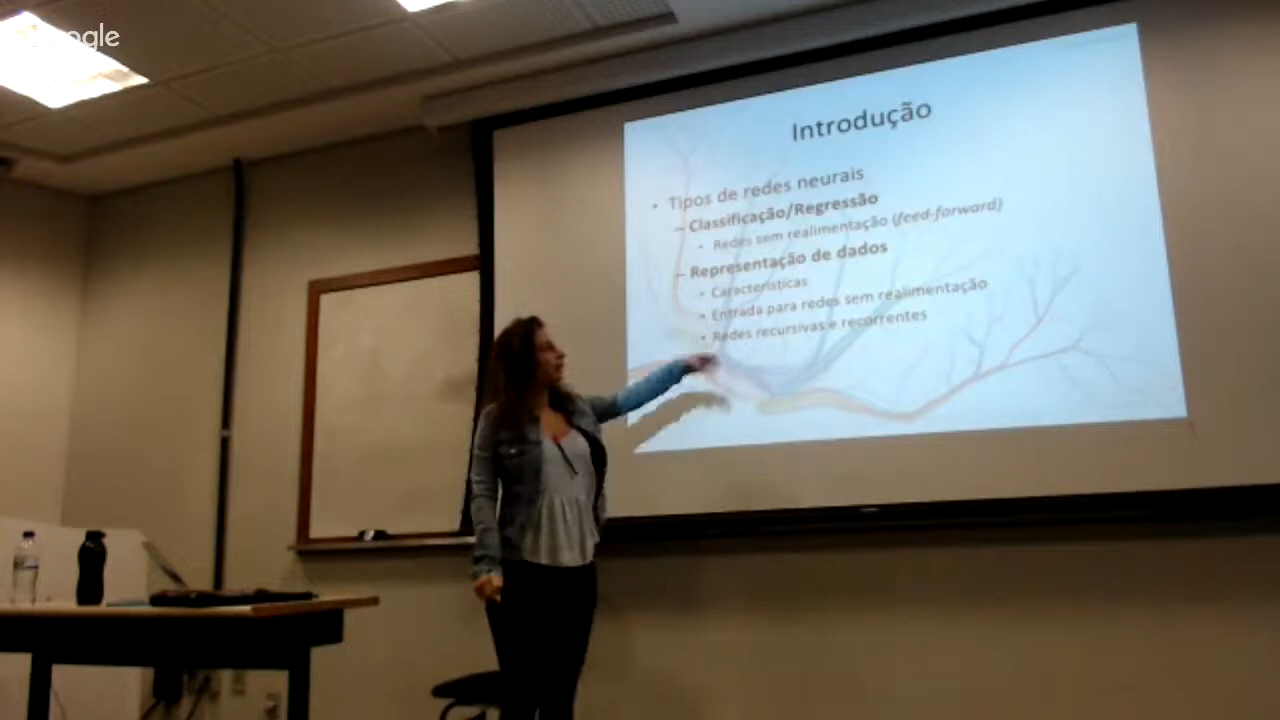 Google
Introdução
• Tipos de redes neurais
– Classificação/Regressão
• Redes sem realimentação (feed-forward)
– Representação de dados
• Características
• Entrada para redes sem realimentação
• Redes recursivas e recorrentes